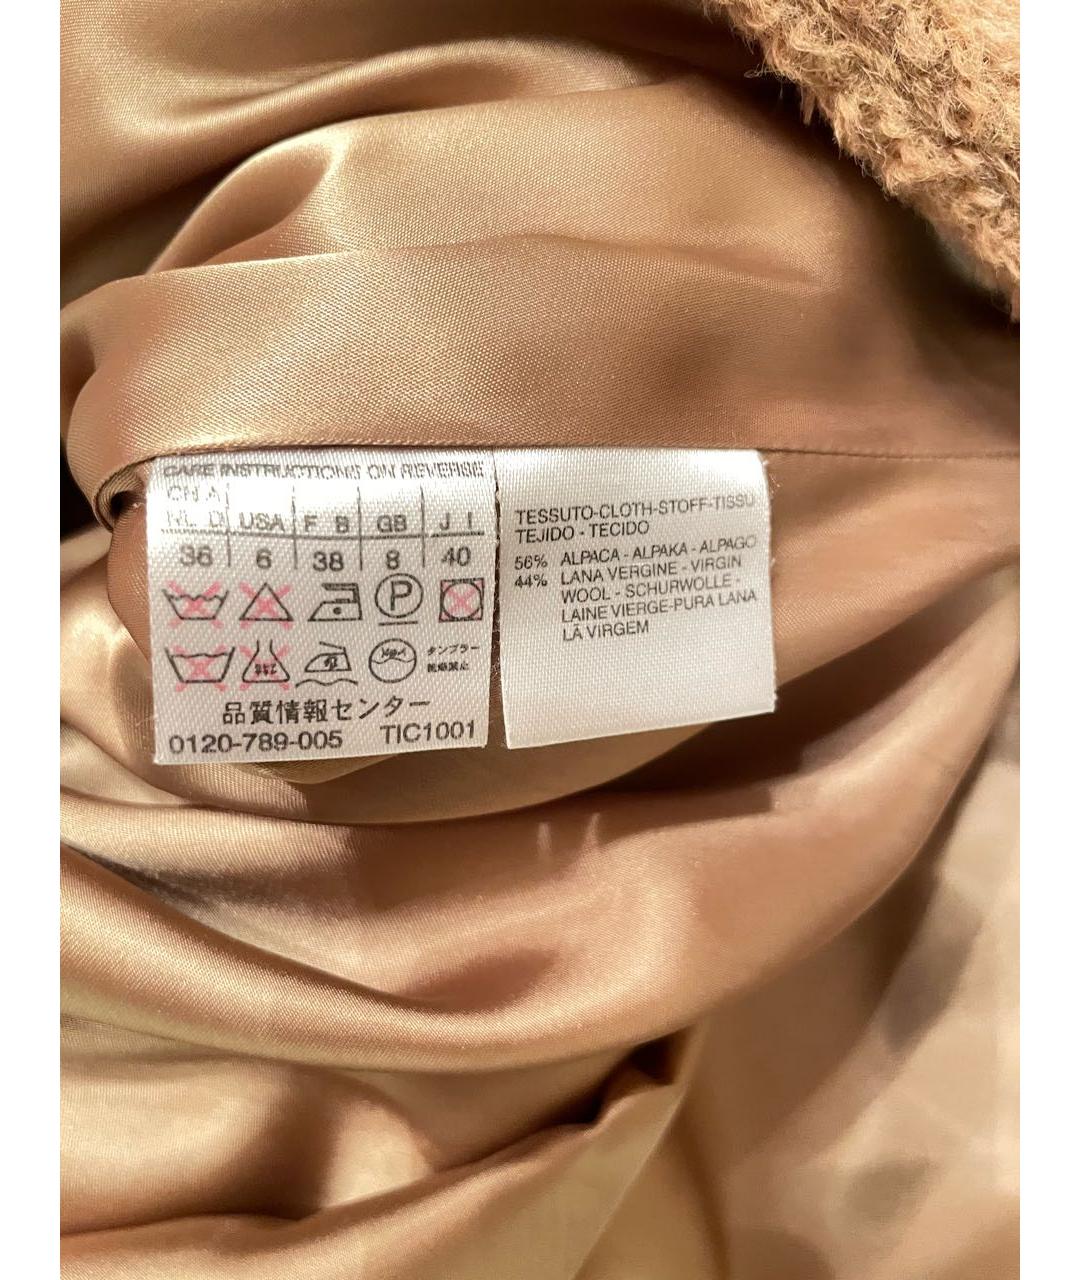 CARE INSTRUCTIONS ON REVERSE
CH A
NL D USA F B GB J I
36 6 38 8 40
P
タンブラー
乾燥禁止
品質情報センター
0120-789-005 TIC1001
TESSUTO-CLOTH-STOFF-TISSU
TEJIDO - TECIDO
56% ALPACA - ALPAKA - ALPAGO
44% LANA VERGINE - VIRGIN
WOOL - SCHURWOLLE -
LAINE VIERGE-PURA LANA
LÃ VIRGEM